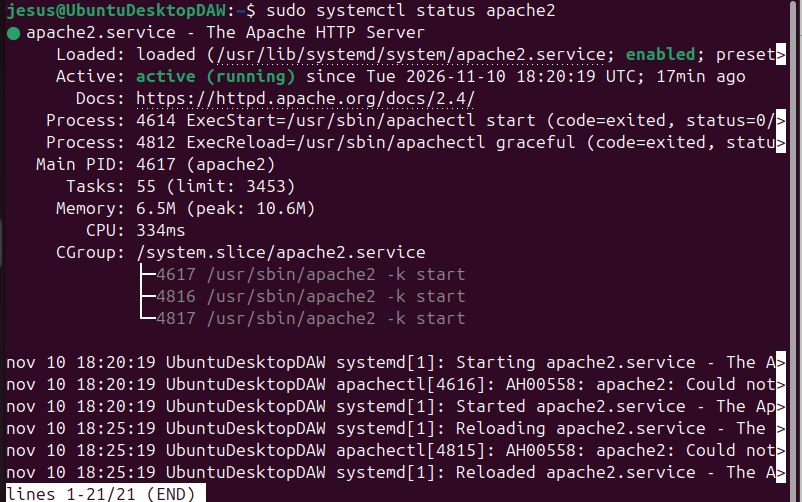 jesus@UbuntuDesktopDAW:~$ sudo systemctl status apache2
● apache2.service - The Apache HTTP Server
Loaded: loaded (/usr/lib/systemd/system/apache2.service; enabled; preset>
Active: active (running) since Tue 2026-11-10 18:20:19 UTC; 17min ago
Docs: https://httpd.apache.org/docs/2.4/
Process: 4614 ExecStart=/usr/sbin/apachectl start (code=exited, status=0/>
Process: 4812 ExecReload=/usr/sbin/apachectl graceful (code=exited, statu>
Main PID: 4617 (apache2)
Tasks: 55 (limit: 3453)
Memory: 6.5M (peak: 10.6M)
CPU: 334ms
CGroup: /system.slice/apache2.service
├─4617 /usr/sbin/apache2 -k start
├─4816 /usr/sbin/apache2 -k start
└─4817 /usr/sbin/apache2 -k start
nov 10 18:20:19 UbuntuDesktopDAW systemd[1]: Starting apache2.service - The A>
nov 10 18:20:19 UbuntuDesktopDAW apachectl[4616]: AH00558: apache2: Could not>
nov 10 18:20:19 UbuntuDesktopDAW systemd[1]: Started apache2.service - The Ap>
nov 10 18:25:19 UbuntuDesktopDAW systemd[1]: Reloading apache2.service - The >
nov 10 18:25:19 UbuntuDesktopDAW apachectl[4815]: AH00558: apache2: Could not>
nov 10 18:25:19 UbuntuDesktopDAW systemd[1]: Reloaded apache2.service - The A>
lines 1-21/21 (END)